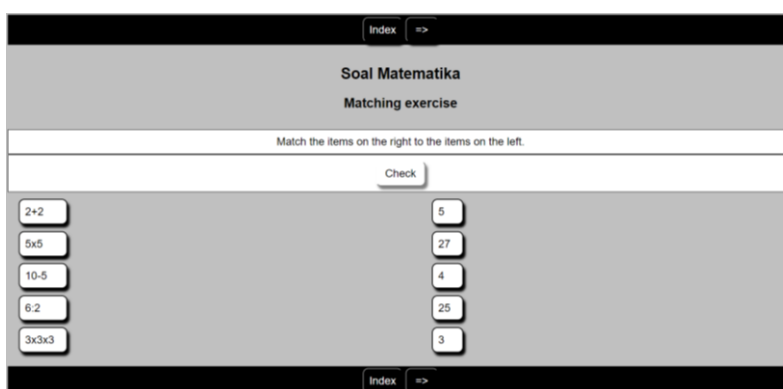 Index =>
Soal Matematika
Matching exercise
Match the items on the right to the items on the left.
Check
2+2 5
5x5 27
10-5 4
6:2 25
3x3x3 3
Index =>